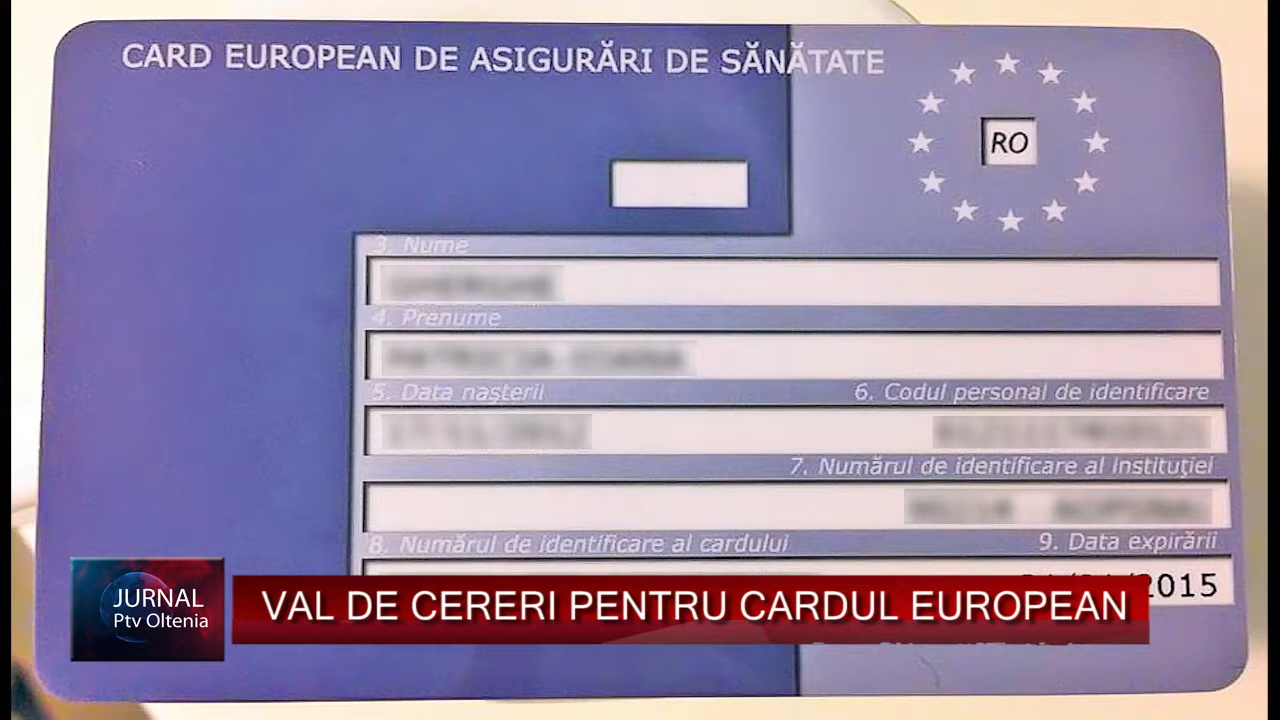 CARD EUROPEAN DE ASIGURĂRI DE SĂNĂTATE
RO
3. Nume
4. Prenume
5. Data naşterii
6. Codul personal de identificare
7. Numărul de identificare al instituţiei
8. Numărul de identificare al cardului
9. Data expirării
2015
JURNAL
Ptv Oltenia
VAL DE CERERI PENTRU CARDUL EUROPEAN